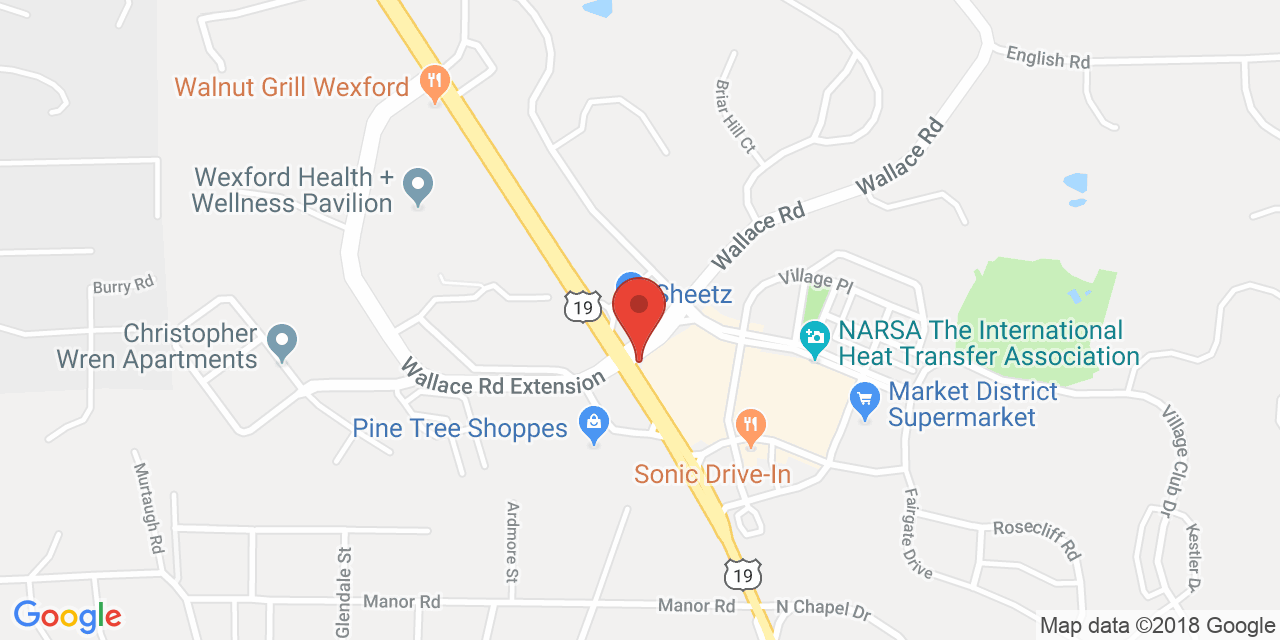 English Rd
Walnut Grill Wexford
Briar Hill Ct
Wallace Rd
Wexford Health +
Wellness Pavilion
Wallace Rd
Village Pl
Burry Rd
Sheetz
19
Christopher
Wren Apartments
NARSA The International
Heat Transfer Association
Wallace Rd Extension
Market District
Supermarket
Pine Tree Shoppes
Sonic Drive-In
Village Club Dr
Murtaugh Rd
Ardmore St
Fairgate Drive
Rosecliff Rd
Kestler Dr
Glendale St
19
Manor Rd
Manor Rd
N Chapel Dr
Google
Map data ©2018 Google